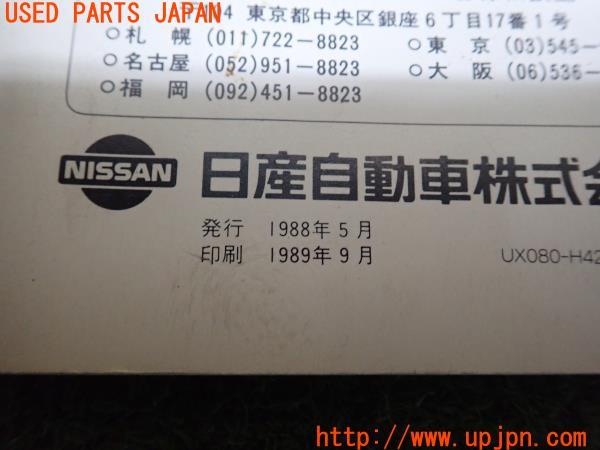 USED PARTS JAPAN
東京都中央区銀座6丁目17番1号
○札 幌 (011)722-8823 ○東 京 (03)545-
○名古屋 (052)951-8823 ○大 阪 (06)536-
○福 岡 (092)451-8823
NISSAN 日産自動車株式会
発行 1988年5月
印刷 1989年9月 UX080-H42
UPJ http://www.upjpn.com/